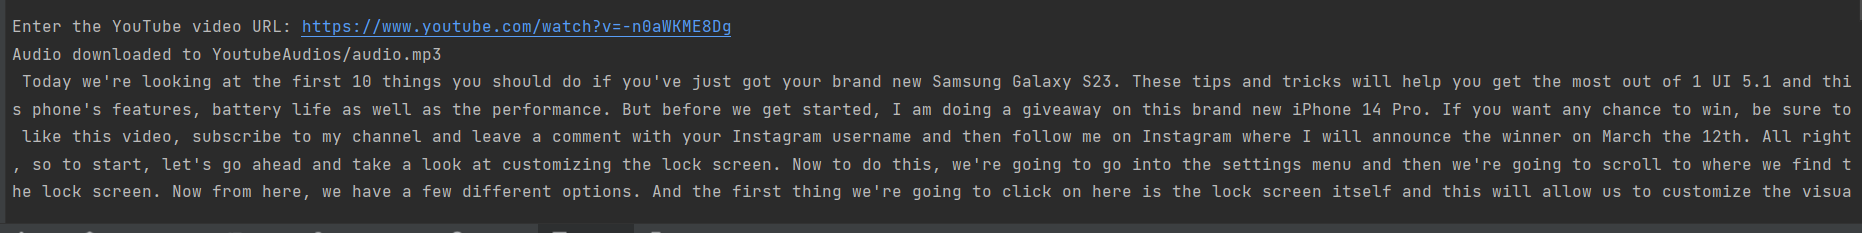 Enter the YouTube video URL: https://www.youtube.com/watch?v=-n0aWKME8Dg
Audio downloaded to YoutubeAudios/audio.mp3
 Today we're looking at the first 10 things you should do if you've just got your brand new Samsung Galaxy S23. These tips and tricks will help you get the most out of 1 UI 5.1 and thi
s phone's features, battery life as well as the performance. But before we get started, I am doing a giveaway on this brand new iPhone 14 Pro. If you want any chance to win, be sure to
 like this video, subscribe to my channel and leave a comment with your Instagram username and then follow me on Instagram where I will announce the winner on March the 12th. All right
, so to start, let's go ahead and take a look at customizing the lock screen. Now to do this, we're going to go into the settings menu and then we're going to scroll to where we find t
he lock screen. Now from here, we have a few different options. And the first thing we're going to click on here is the lock screen itself and this will allow us to customize the visua